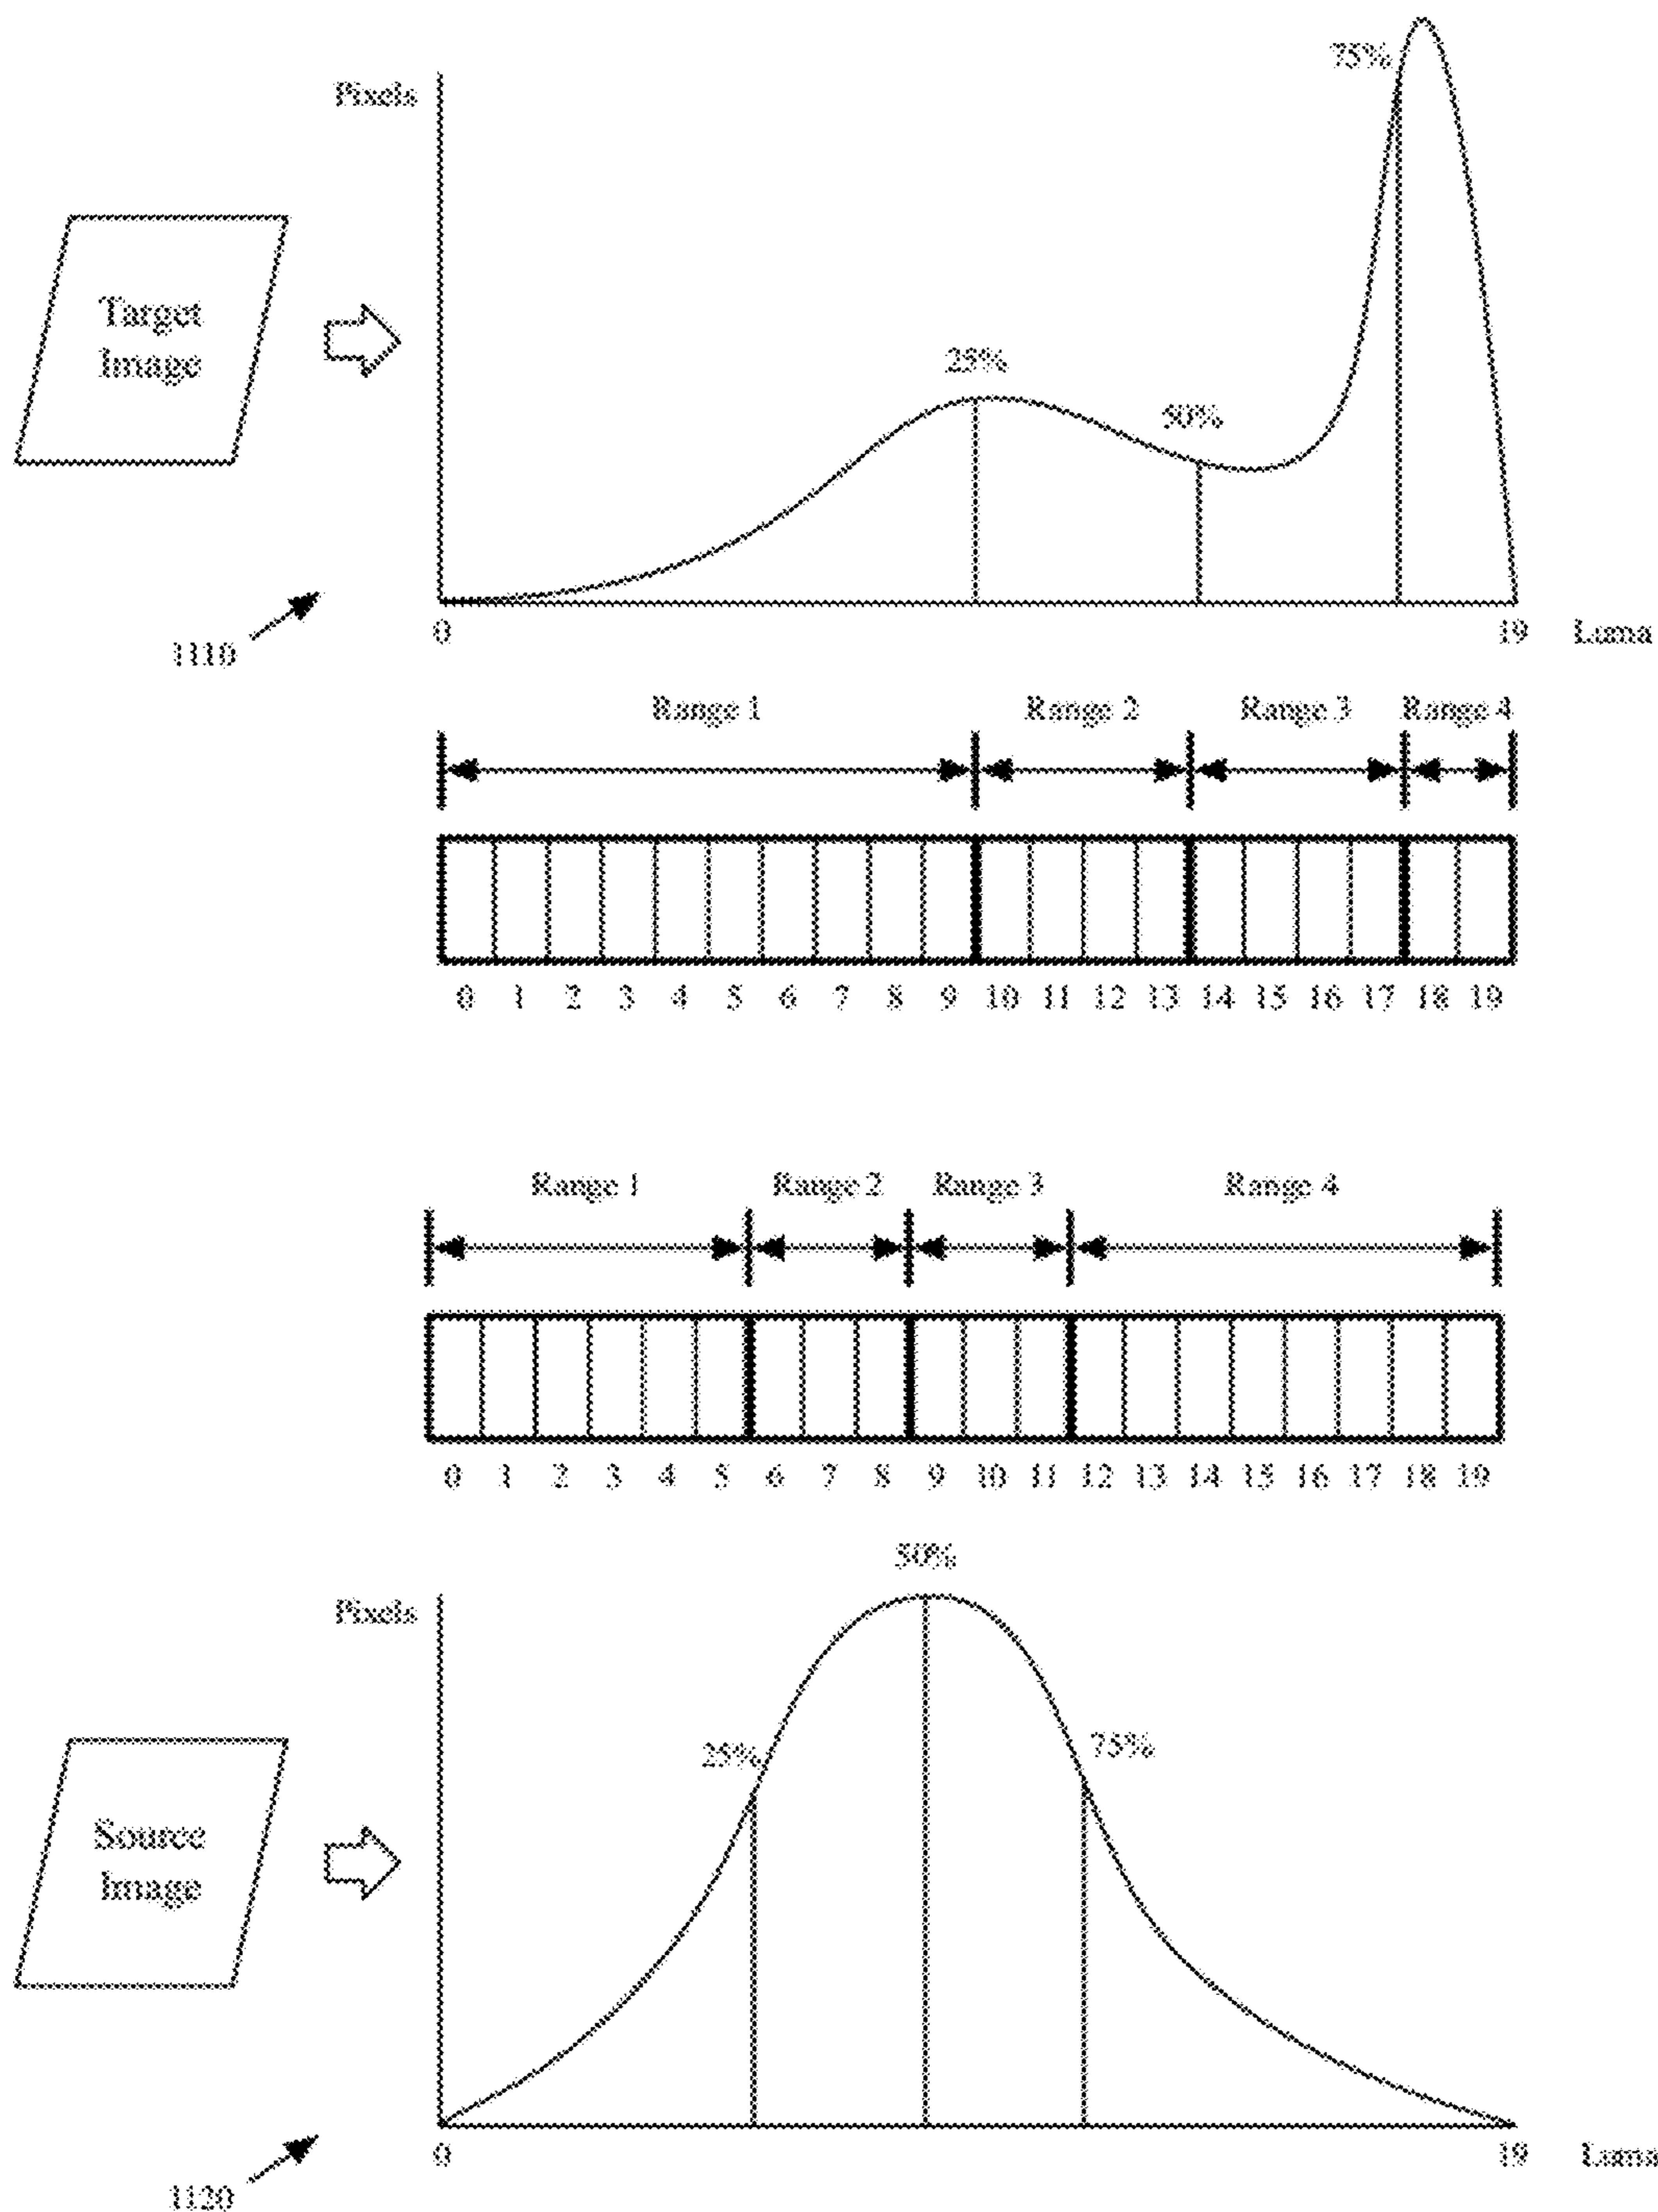 75%
Pixels
Target
Image
25%
50%
0
19
Luma
1110
Range 1
Range 2
Range 3
Range 4
0 1 2 3 4 5 6 7 8 9 10 11 12 13 14 15 16 17 18 19
Range 1
Range 2
Range 3
Range 4
0 1 2 3 4 5 6 7 8 9 10 11 12 13 14 15 16 17 18 19
50%
Pixels
25%
75%
Source
Image
0
19
Luma
1120